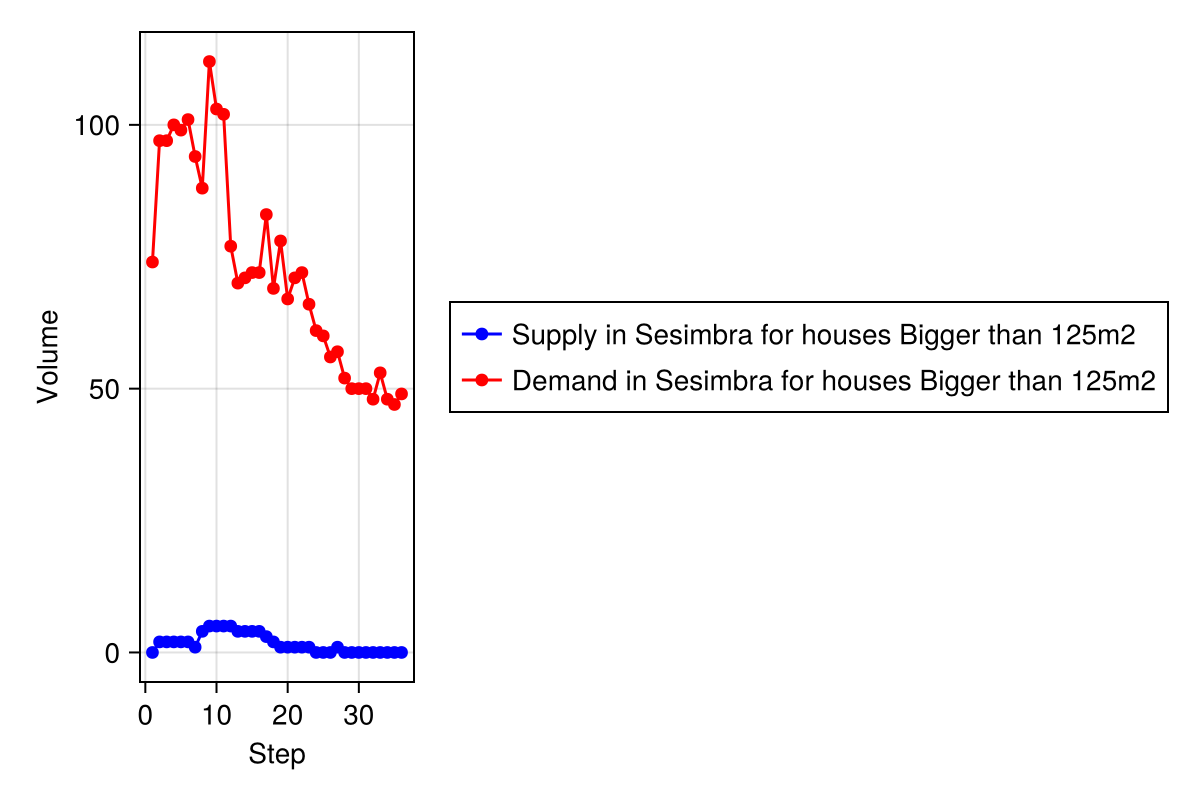 Volume
100
50
0
0 10 20 30
Step
Supply in Sesimbra for houses Bigger than 125m2
Demand in Sesimbra for houses Bigger than 125m2